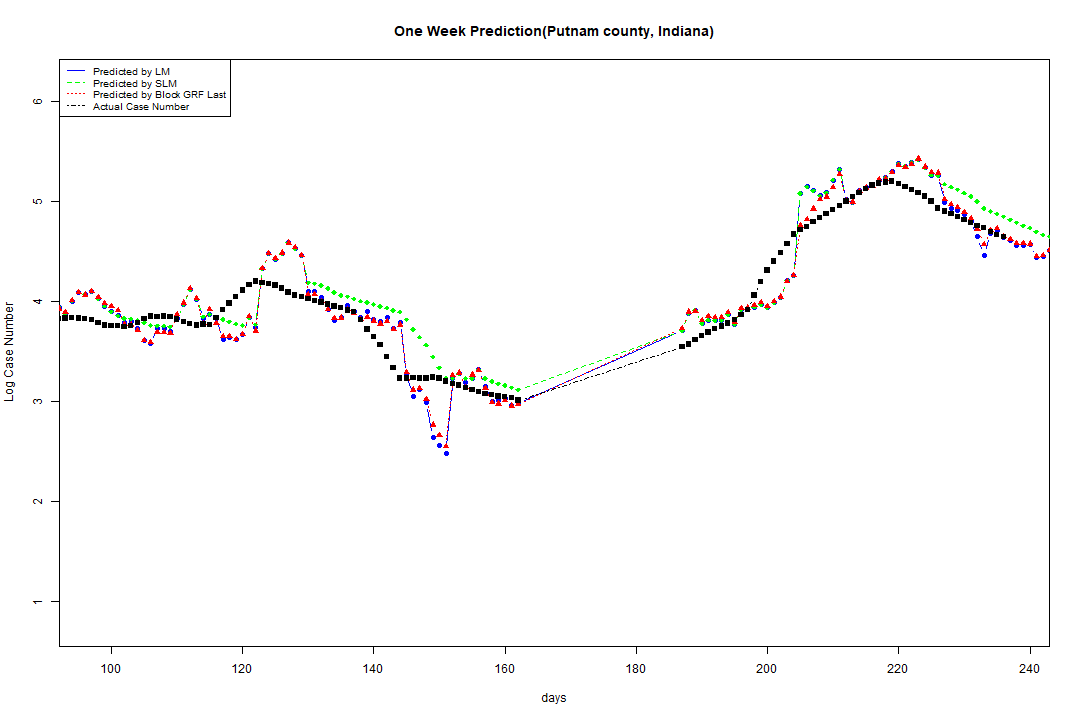 One Week Prediction(Putnam county, Indiana)
Predicted by LM
Predicted by SLM
Predicted by Block GRF Last
Actual Case Number
6
5
4
3
2
1
Log Case Number
100 120 140 160 180 200 220 240
days